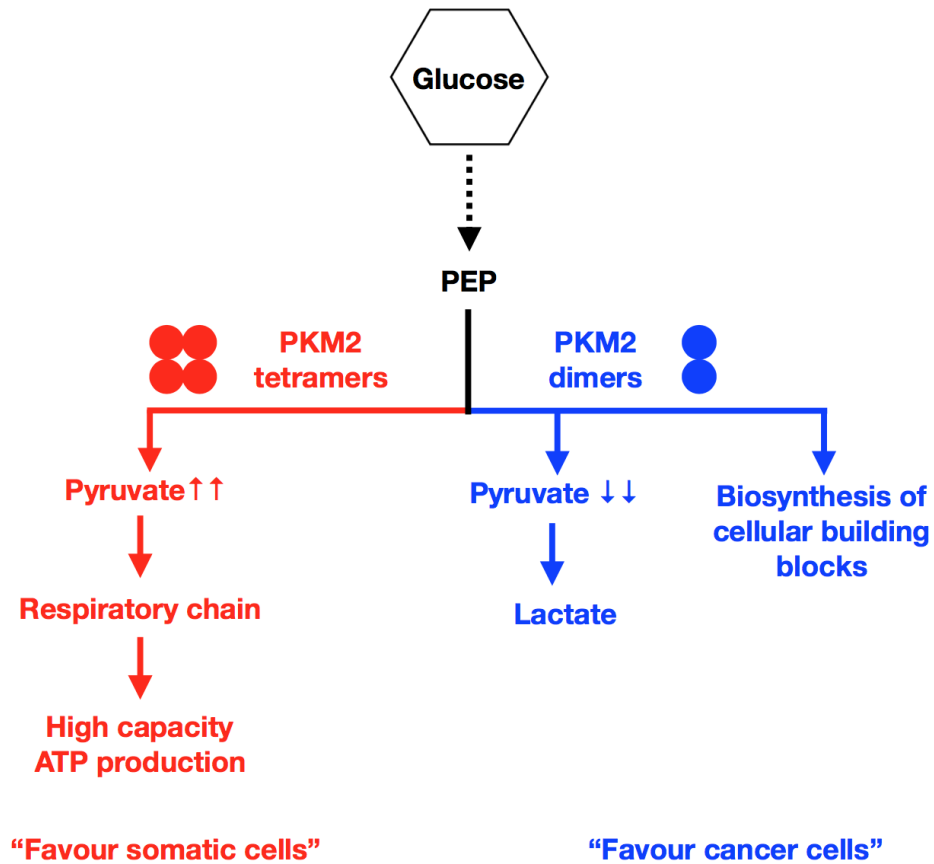 Glucose
PEP
PKM2
tetramers
PKM2
dimers
Pyruvate↑↑
Pyruvate ↓↓
Biosynthesis of
cellular building
blocks
Respiratory chain
Lactate
High capacity
ATP production
“Favour somatic cells”
“Favour cancer cells”